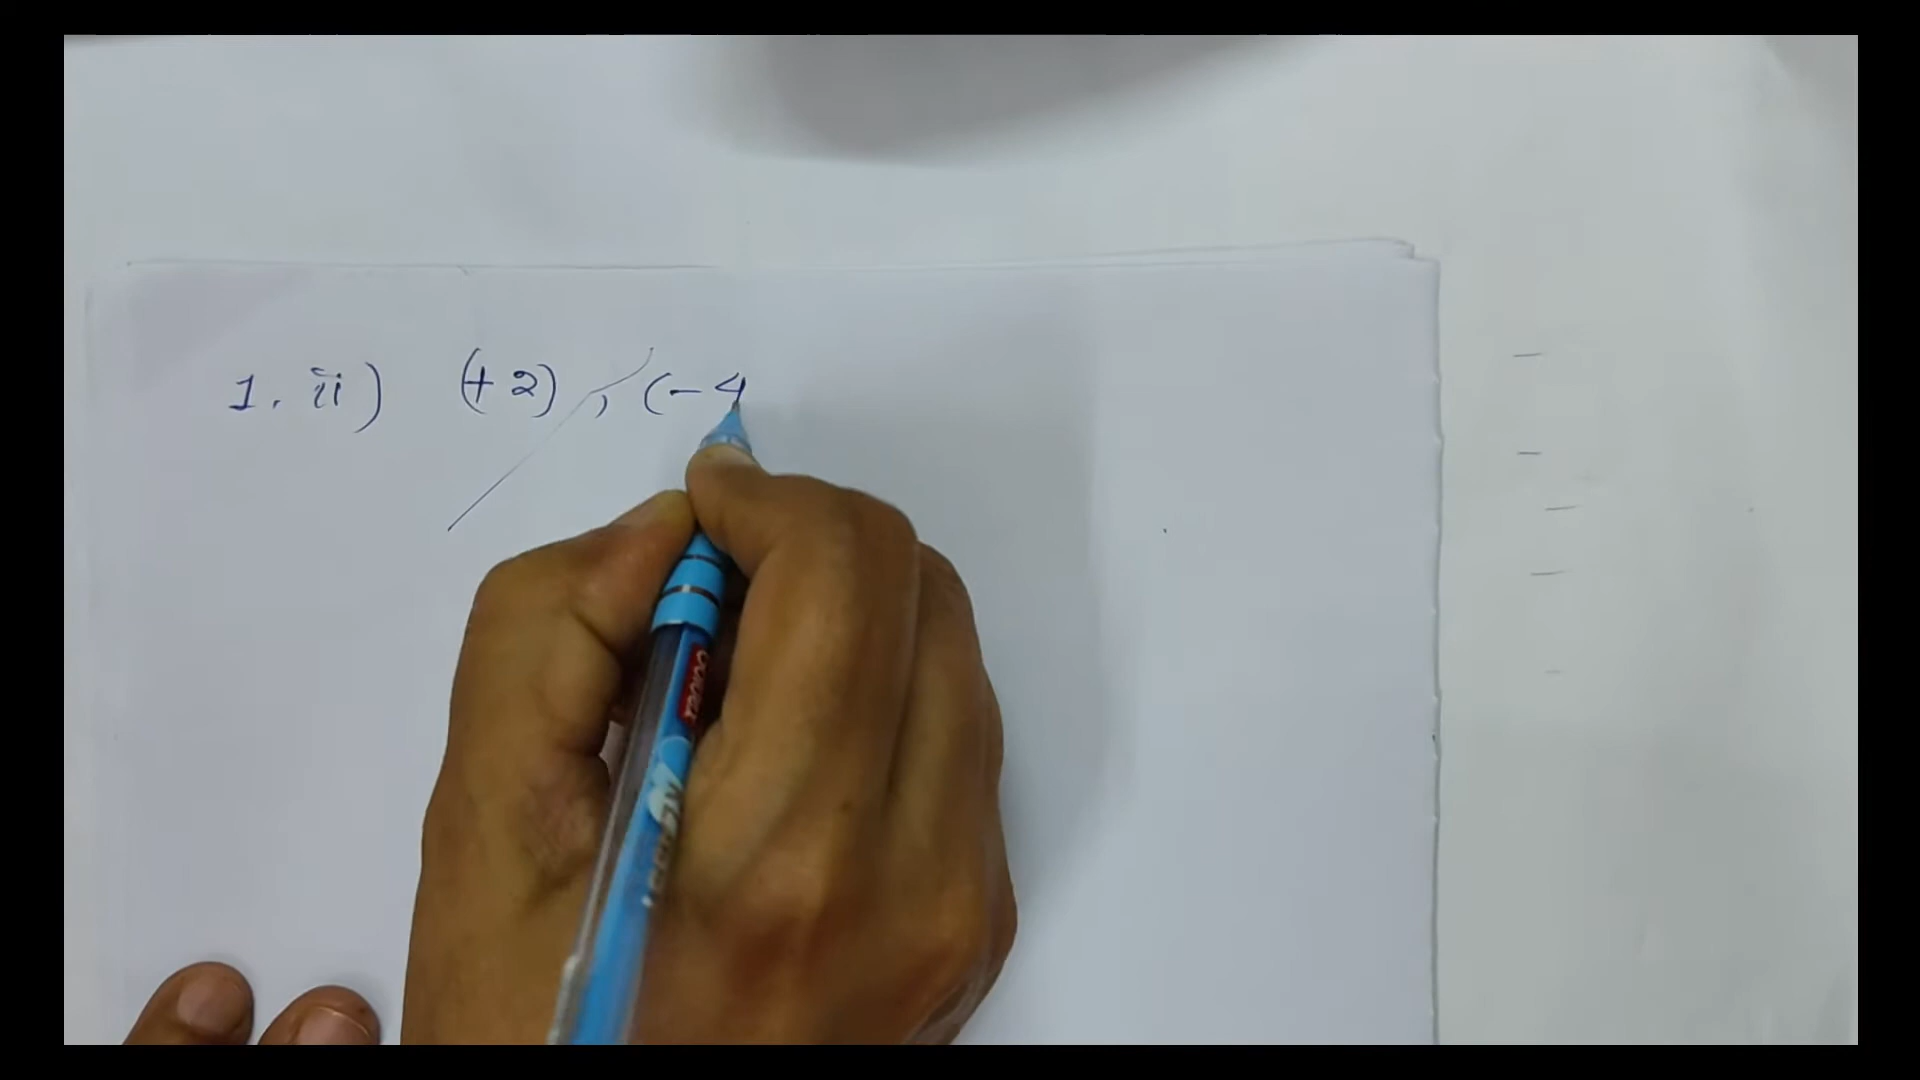 1. ii) (+2) , (-4